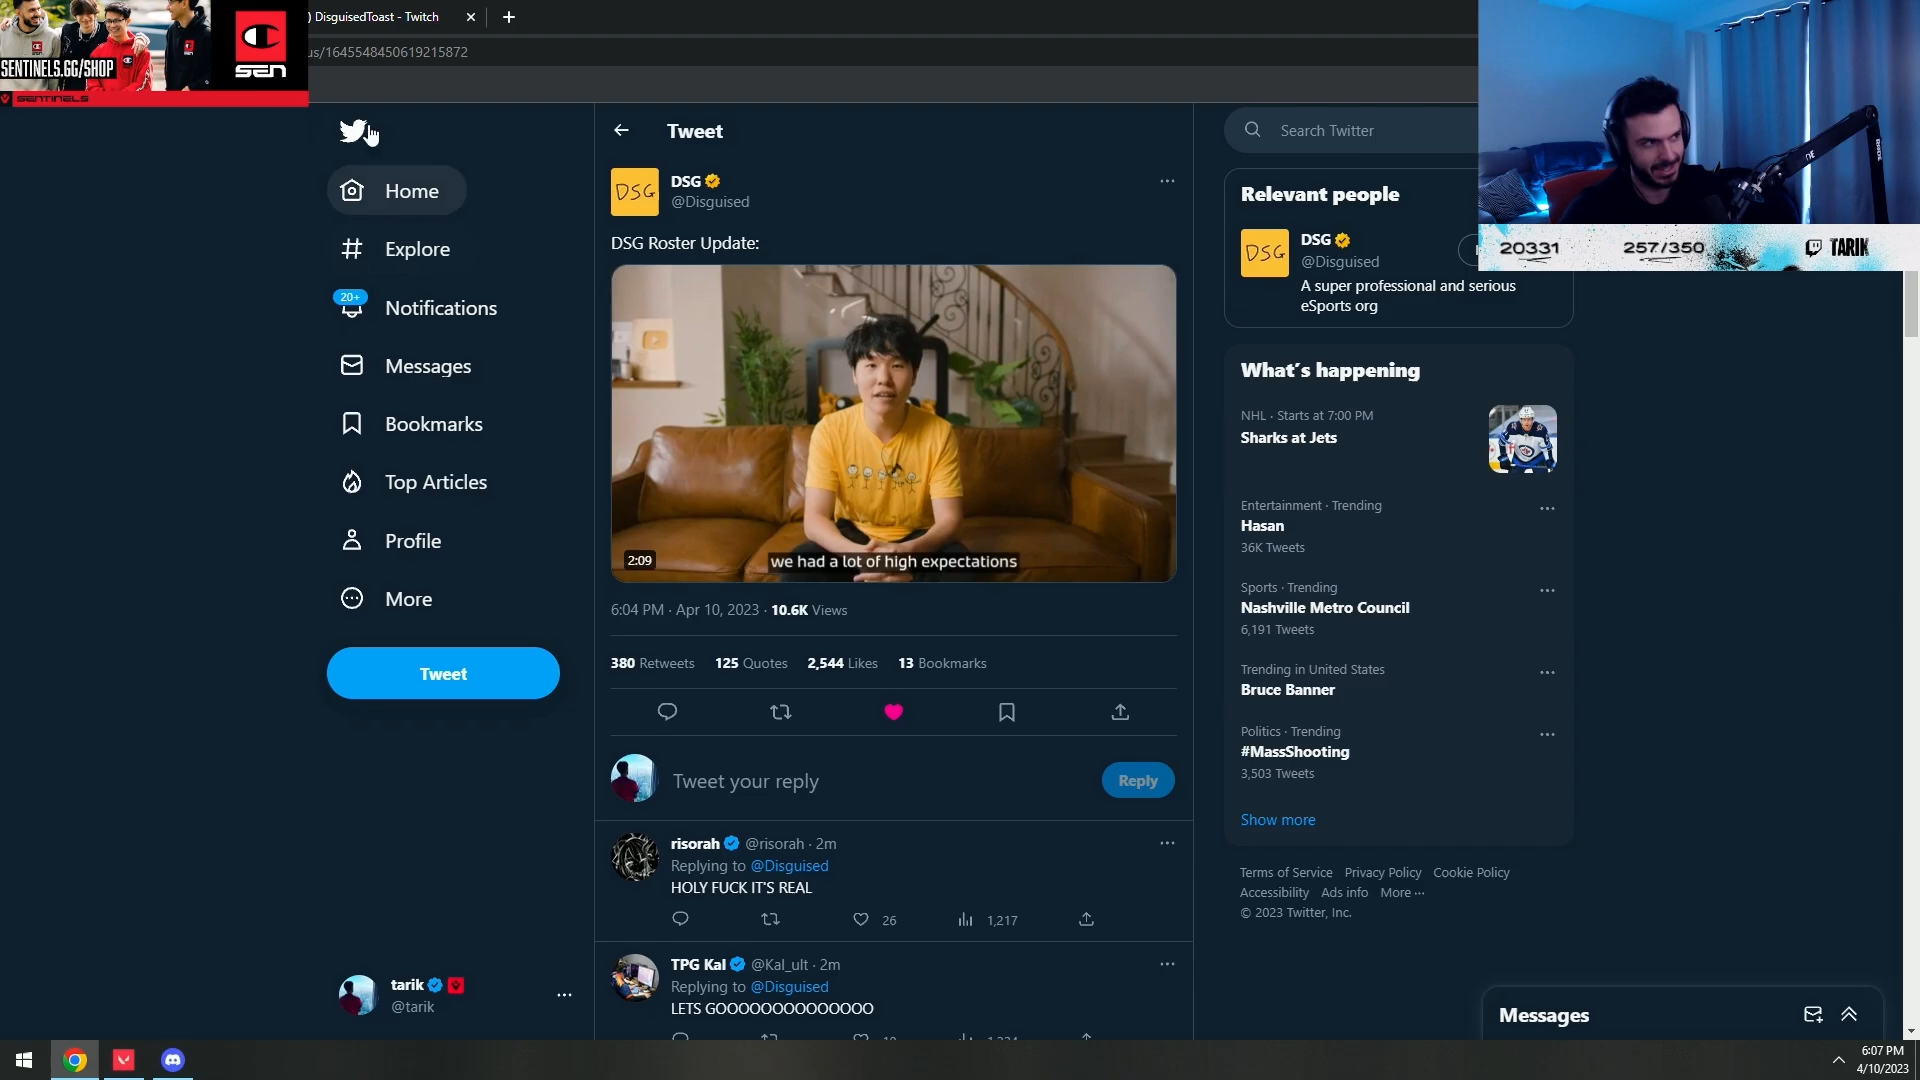 ) DisguisedToast - Twitch
us/1645548450619215872
SENTINELS.GG/SHOP
SEN
SENTINELS
Home
Explore
20+
Notifications
Messages
Bookmarks
Top Articles
Profile
More
Tweet
tarik
@tarik
Tweet
DSG
DSG
@Disguised
DSG Roster Update:
2:09
we had a lot of high expectations
6:04 PM · Apr 10, 2023 · 10.6K Views
380 Retweets 125 Quotes 2,544 Likes 13 Bookmarks
Tweet your reply
Reply
risorah @risorah · 2m
Replying to @Disguised
HOLY FUCK IT'S REAL
26 1,217
TPG Kal @Kal_ult · 2m
Replying to @Disguised
LETS GOOOOOOOOOOOOOO
Search Twitter
Relevant people
DSG
DSG
@Disguised
A super professional and serious
eSports org
20331 257/350 TARIK
What's happening
NHL · Starts at 7:00 PM
Sharks at Jets
Entertainment · Trending
Hasan
36K Tweets
Sports · Trending
Nashville Metro Council
6,191 Tweets
Trending in United States
Bruce Banner
Politics · Trending
#MassShooting
3,503 Tweets
Show more
Terms of Service Privacy Policy Cookie Policy
Accessibility Ads info More ···
© 2023 Twitter, Inc.
Messages
6:07 PM
4/10/2023